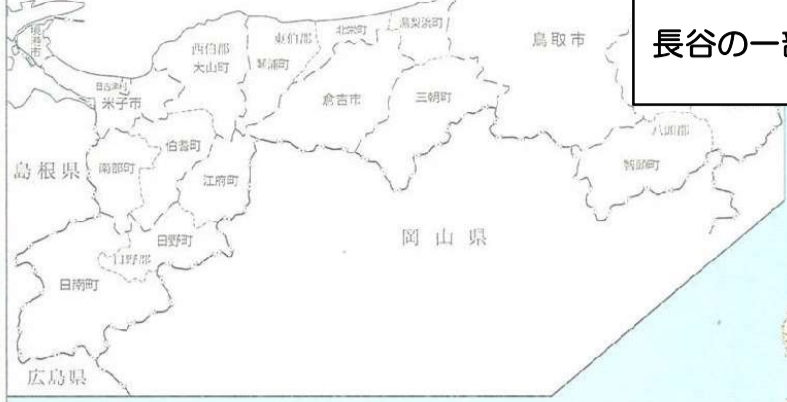 境港市
西伯郡
大山町
東伯郡
琴浦町
北栄町
湯梨浜町
鳥取市
長谷の一部
日吉津村
米子市
倉吉市
三朝町
八頭郡
智頭町
島根県
南部町
伯耆町
江府町
岡山県
日野町
日野郡
日南町
広島県